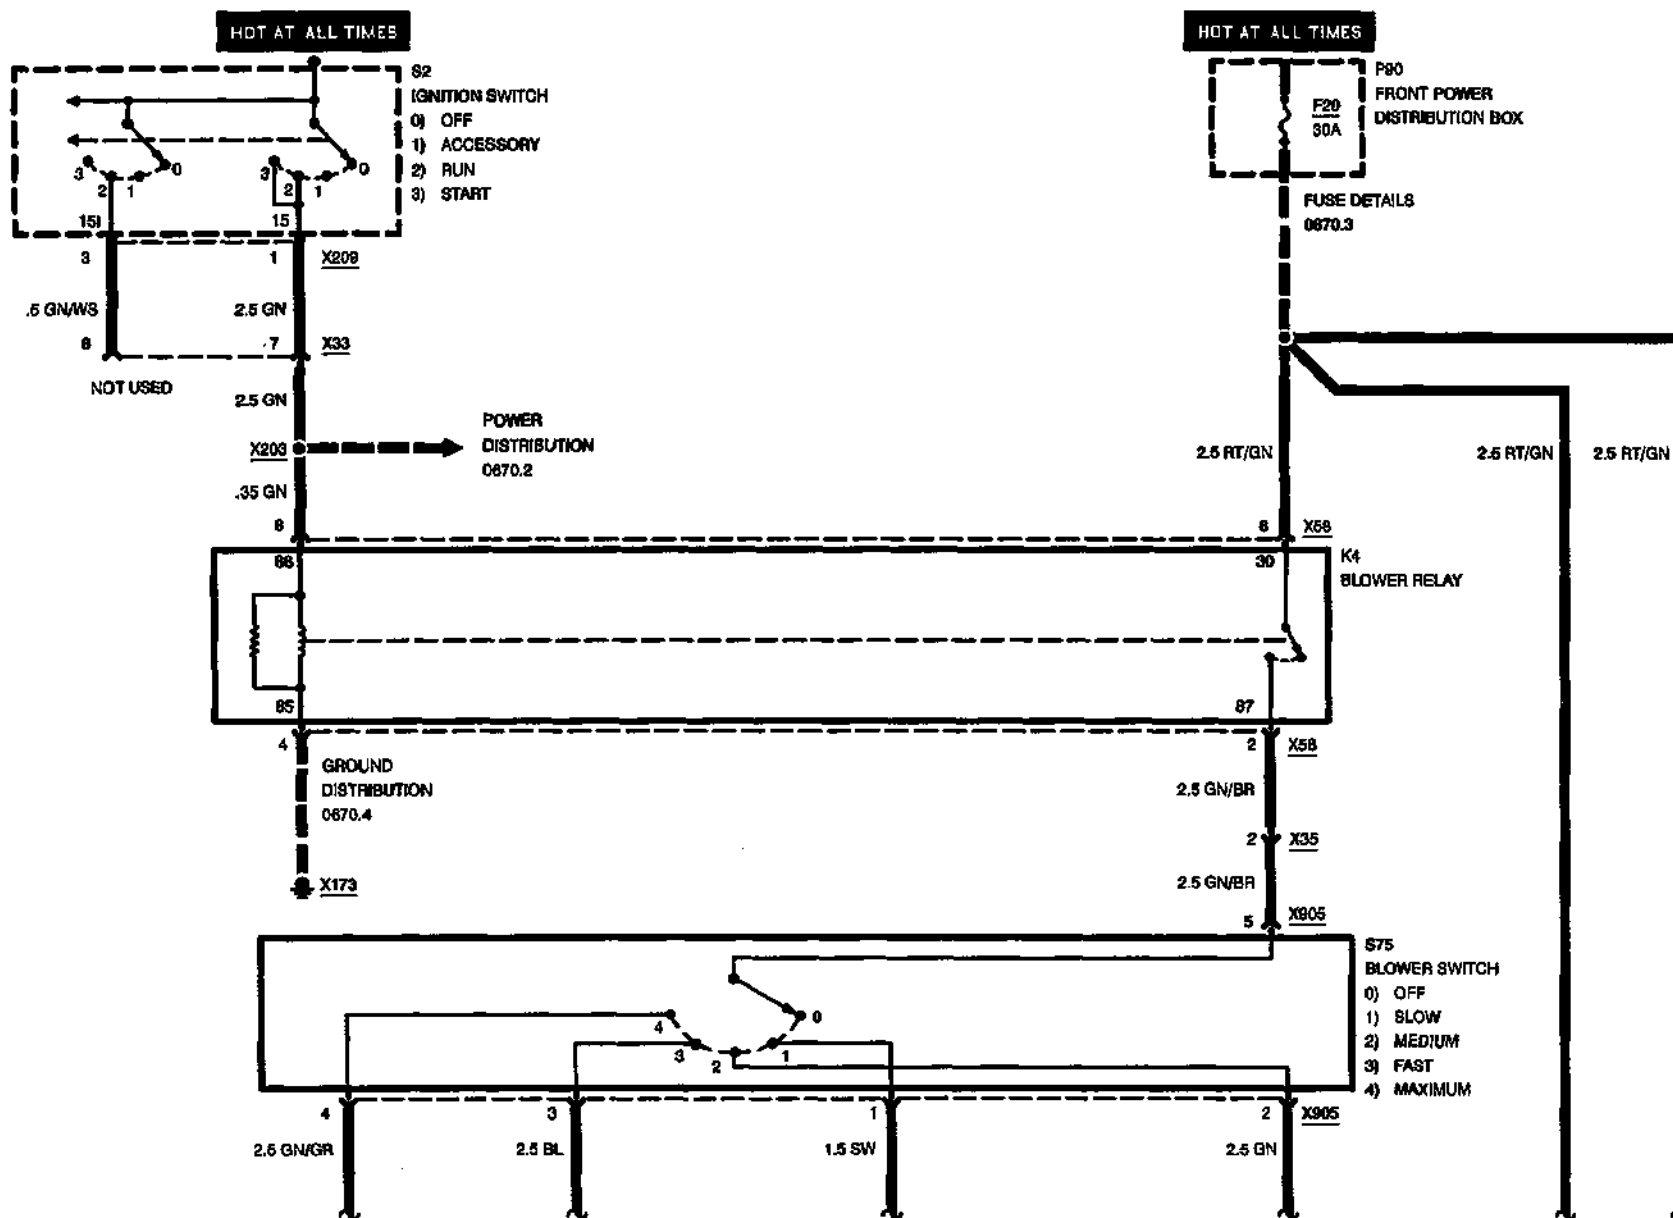 HOT AT ALL TIMES
HOT AT ALL TIMES
S2
IGNITION SWITCH
0) OFF
1) ACCESSORY
2) RUN
3) START
3
2
1
0
3
2
1
0
15I
15
P90
FRONT POWER
DISTRIBUTION BOX
F20
30A
FUSE DETAILS
0670.3
3
1
X209
.5 GN/WS
2.5 GN
8
7
X33
NOT USED
2.5 GN
X203
POWER
DISTRIBUTION
0670.2
.35 GN
2.5 RT/GN
2.5 RT/GN
2.5 RT/GN
8
6
X58
86
30
K4
BLOWER RELAY
85
87
4
2
X58
GROUND
DISTRIBUTION
0670.4
X173
2.5 GN/BR
2
X35
2.5 GN/BR
5
X905
S75
BLOWER SWITCH
0) OFF
1) SLOW
2) MEDIUM
3) FAST
4) MAXIMUM
4
3
2
1
0
4
3
1
2
X905
2.5 GN/GR
2.5 BL
1.5 SW
2.5 GN